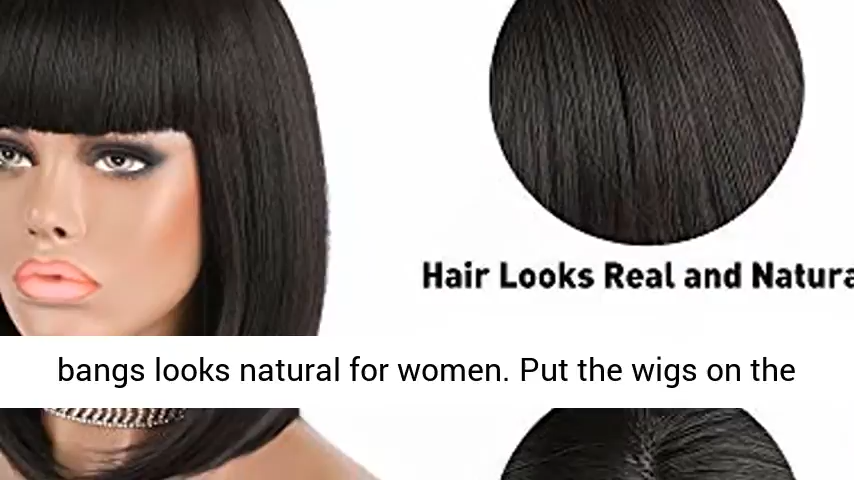 Hair Looks Real and Natura
bangs looks natural for women. Put the wigs on the